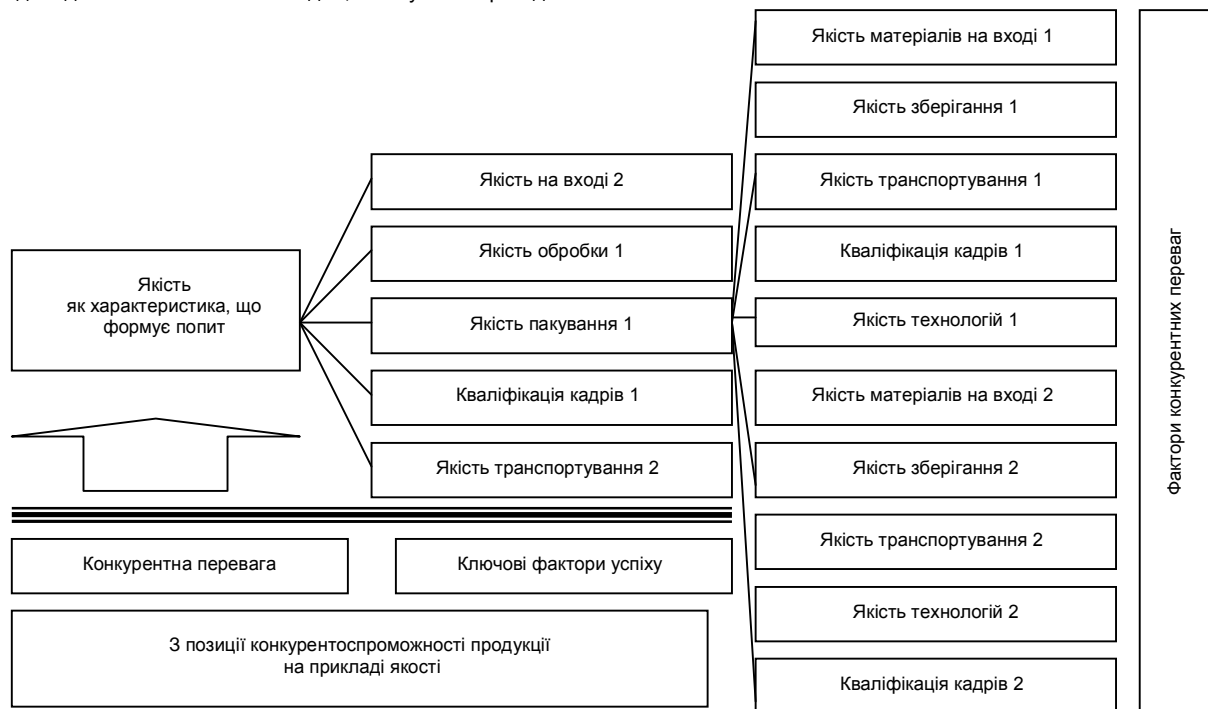 Якість матеріалів на вході 1
Якість зберігання 1
Якість на вході 2
Якість транспортування 1
Якість обробки 1
Кваліфікація кадрів 1
Якість
як характеристика, що
формує попит
Якість пакування 1
Якість технологій 1
Кваліфікація кадрів 1
Якість матеріалів на вході 2
Якість транспортування 2
Якість зберігання 2
Якість транспортування 2
Конкурентна перевага
Ключові фактори успіху
Якість технологій 2
З позиції конкурентоспроможності продукції
на прикладі якості
Кваліфікація кадрів 2
Фактори конкурентних переваг